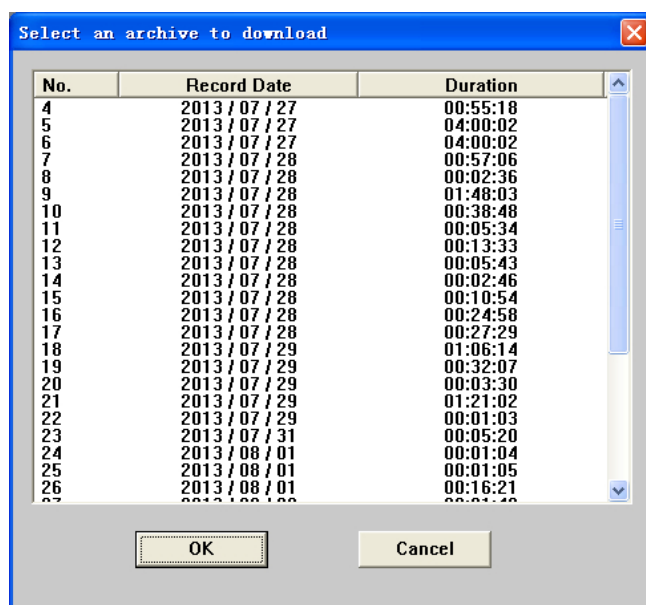 Select an archive to download
No. Record Date Duration
4 2013 / 07 / 27 00:55:18
5 2013 / 07 / 27 04:00:02
6 2013 / 07 / 27 04:00:02
7 2013 / 07 / 28 00:57:06
8 2013 / 07 / 28 00:02:36
9 2013 / 07 / 28 01:48:03
10 2013 / 07 / 28 00:38:48
11 2013 / 07 / 28 00:05:34
12 2013 / 07 / 28 00:13:33
13 2013 / 07 / 28 00:05:43
14 2013 / 07 / 28 00:02:46
15 2013 / 07 / 28 00:10:54
16 2013 / 07 / 28 00:24:58
17 2013 / 07 / 28 00:27:29
18 2013 / 07 / 29 01:06:14
19 2013 / 07 / 29 00:32:07
20 2013 / 07 / 29 00:03:30
21 2013 / 07 / 29 01:21:02
22 2013 / 07 / 29 00:01:03
23 2013 / 07 / 31 00:05:20
24 2013 / 08 / 01 00:01:04
25 2013 / 08 / 01 00:01:05
26 2013 / 08 / 01 00:16:21
OK Cancel